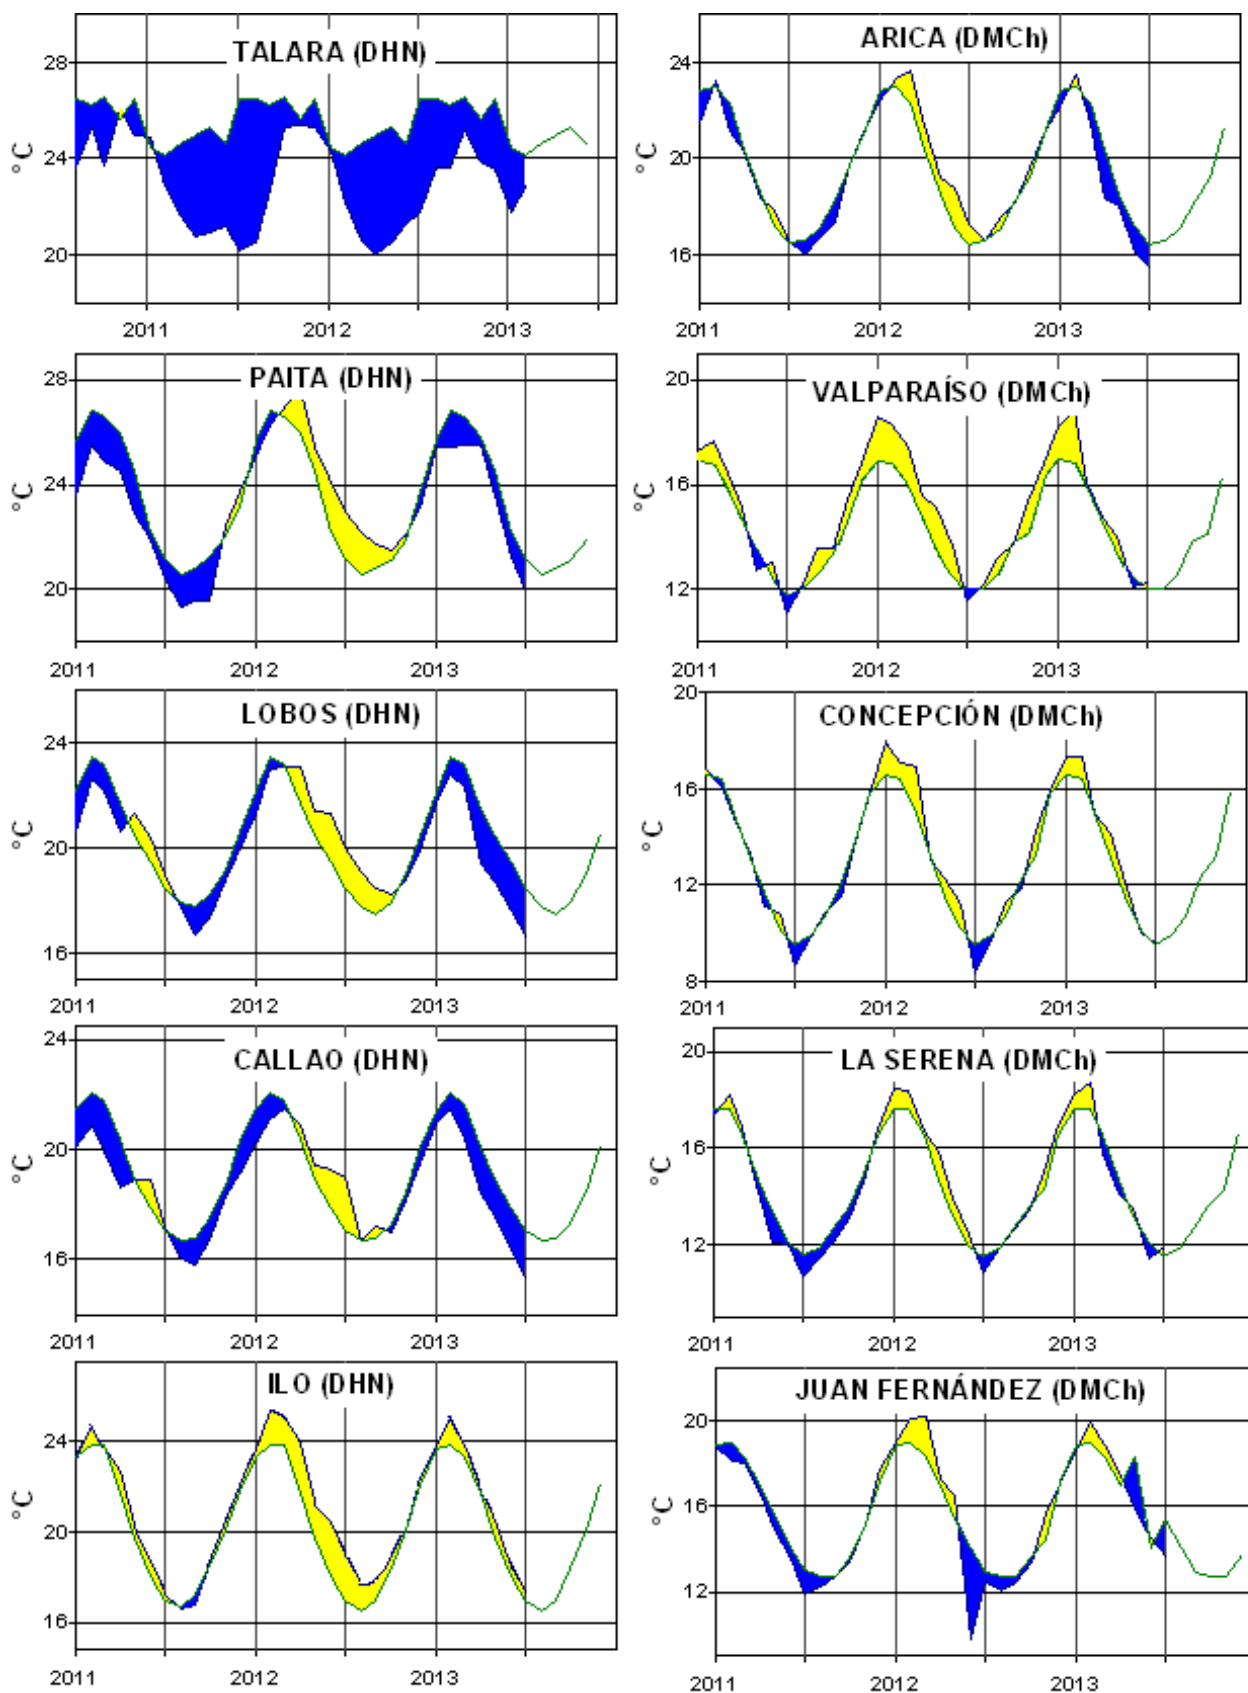 TALARA (DHN)
28
24
20
°C
2011 2012 2013
ARICA (DMCh)
24
20
16
°C
2011 2012 2013
PAITA (DHN)
28
24
20
°C
2011 2012 2013
VALPARAÍSO (DMCh)
20
16
12
°C
2011 2012 2013
LOBOS (DHN)
24
20
16
°C
2011 2012 2013
CONCEPCIÓN (DMCh)
20
16
12
8
°C
2011 2012 2013
CALLAO (DHN)
24
20
16
°C
2011 2012 2013
LA SERENA (DMCh)
20
16
12
°C
2011 2012 2013
ILO (DHN)
24
20
16
°C
2011 2012 2013
JUAN FERNÁNDEZ (DMCh)
20
16
12
°C
2011 2012 2013